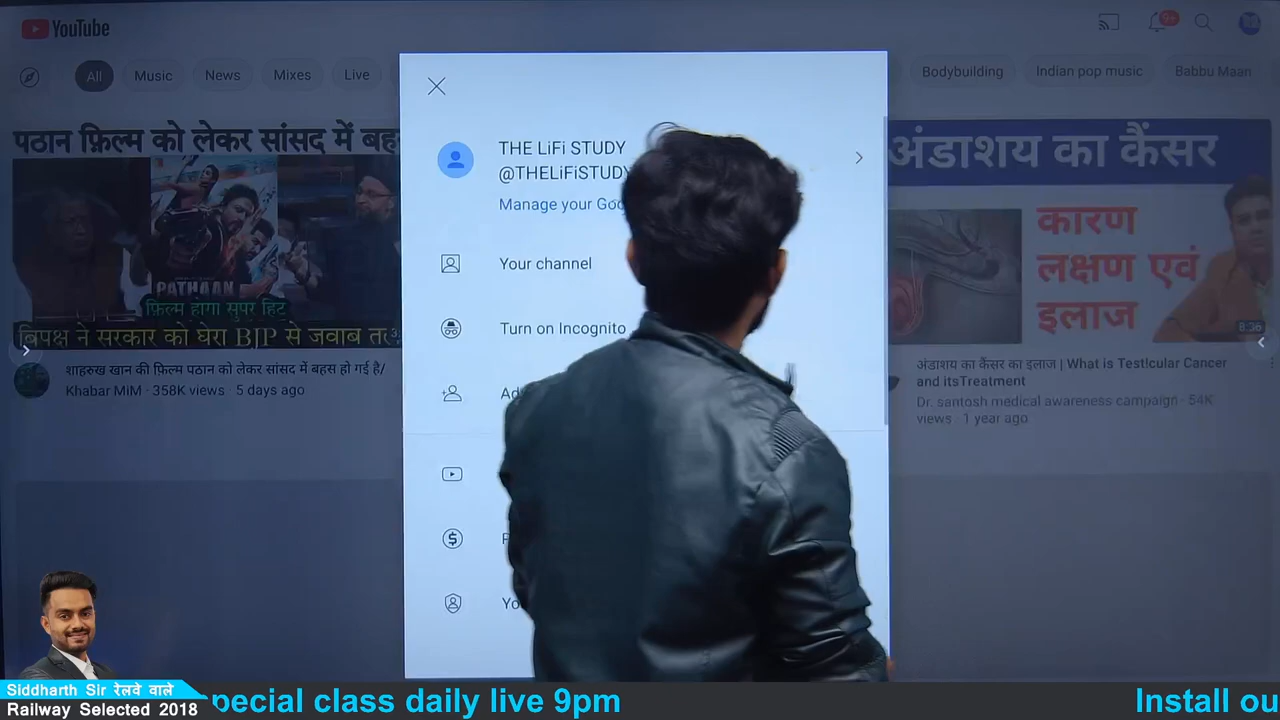 YouTube
9+
All
Music
News
Mixes
Live
Bodybuilding
Indian pop music
Babbu Maan
पठान फ़िल्म को लेकर सांसद में बह
PATHAAN
फ़िल्म होगा सुपर हिट
बिपक्ष ने सरकार को घेरा BJP से जवाब
शाहरुख खान की फ़िल्म पठान को लेकर सांसद में बहस हो गई है/
Khabar MiM · 358K views · 5 days ago
THE LiFi STUDY
@THELiFiSTUDY
Manage your Goo
Your channel
Turn on Incognito
Ad
P
Yo
अंडाशय का कैंसर
कारण
लक्षण एवं
इलाज
8:36
अंडाशय का कैंसर का इलाज | What is Testicular Cancer
and itsTreatment
Dr. santosh medical awareness campaign · 54K
views · 1 year ago
Siddharth Sir रेलवे वाले
Railway Selected 2018
pecial class daily live 9pm
Install ou